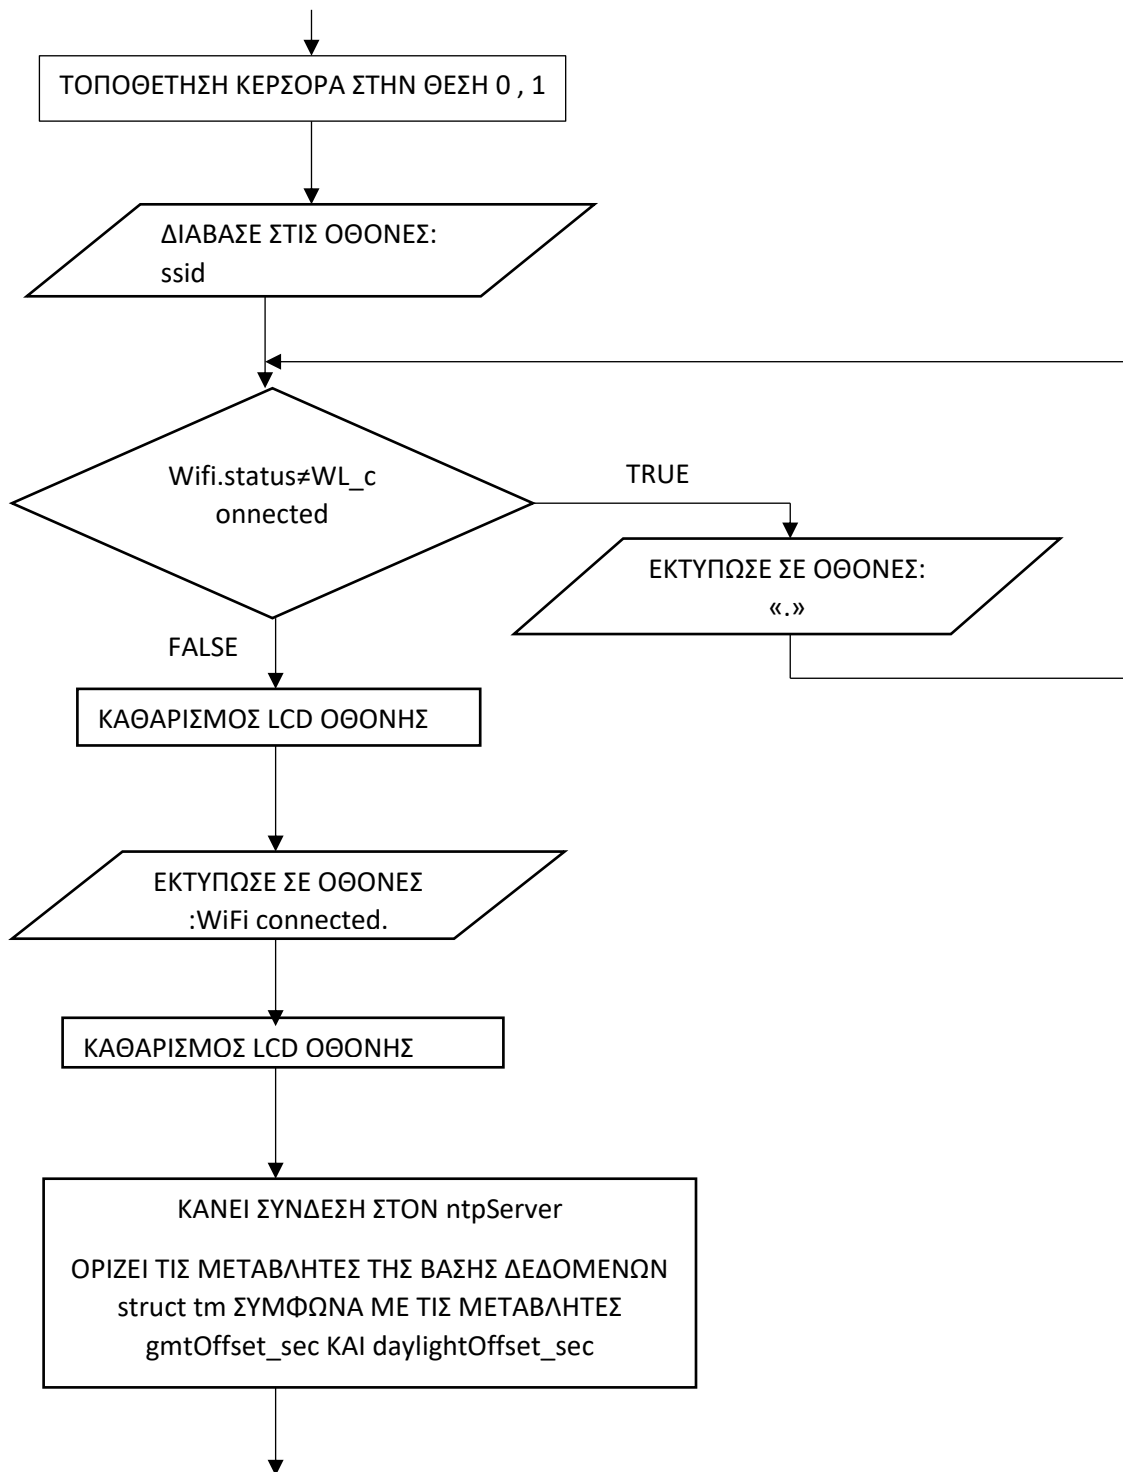 ΤΟΠΟΘΕΤΗΣΗ ΚΕΡΣΟΡΑ ΣΤΗΝ ΘΕΣΗ 0 , 1
ΔΙΑΒΑΣΕ ΣΤΙΣ ΟΘΟΝΕΣ:
ssid
Wifi.status≠WL_c
onnected
TRUE
ΕΚΤΥΠΩΣΕ ΣΕ ΟΘΟΝΕΣ:
«.»
FALSE
ΚΑΘΑΡΙΣΜΟΣ LCD ΟΘΟΝΗΣ
ΕΚΤΥΠΩΣΕ ΣΕ ΟΘΟΝΕΣ
:WiFi connected.
ΚΑΘΑΡΙΣΜΟΣ LCD ΟΘΟΝΗΣ
ΚΑΝΕΙ ΣΥΝΔΕΣΗ ΣΤΟΝ ntpServer
ΟΡΙΖΕΙ ΤΙΣ ΜΕΤΑΒΛΗΤΕΣ ΤΗΣ ΒΑΣΗΣ ΔΕΔΟΜΕΝΩΝ
struct tm ΣΥΜΦΩΝΑ ΜΕ ΤΙΣ ΜΕΤΑΒΛΗΤΕΣ
gmtOffset_sec ΚΑΙ daylightOffset_sec